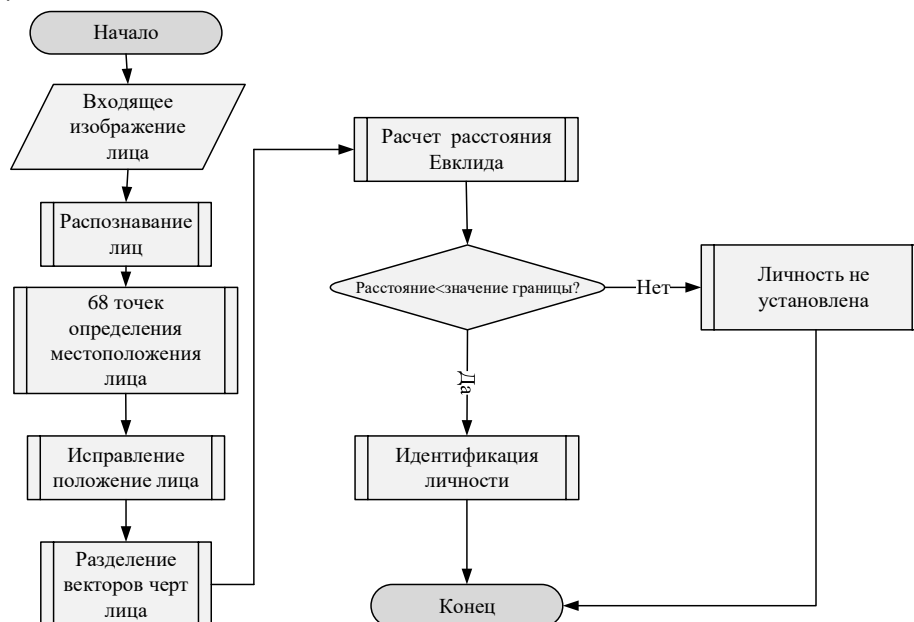 Начало
Входящее
изображение
лица
Распознавание
лиц
68 точек
определения
местоположения
лица
Исправление
положение лица
Разделение
векторов черт
лица
Расчет расстояния
Евклида
Расстояние<значение границы?
Нет
Личность не
установлена
Да
Идентификация
личности
Конец